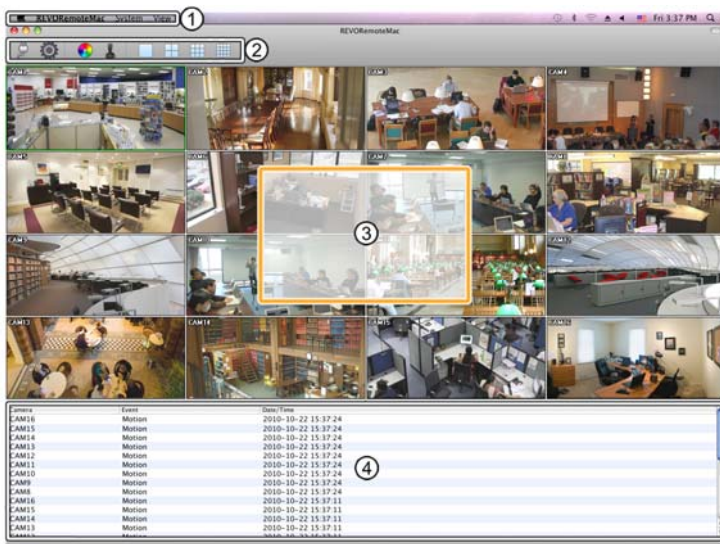 REVORemoteMac System View
①
Fri 3:37 PM
REVORemoteMac
②
CAM1
CAM2
CAM3
CAM4
CAM5
CAM6
CAM7
CAM8
③
CAM9
CAM12
CAM13
CAM14
CAM15
CAM16
Camera Event Date/Time
CAM16 Motion 2010-10-22 15:37:24
CAM15 Motion 2010-10-22 15:37:24
CAM14 Motion 2010-10-22 15:37:24
CAM13 Motion 2010-10-22 15:37:24
CAM12 Motion 2010-10-22 15:37:24
CAM11 Motion 2010-10-22 15:37:24
CAM10 Motion 2010-10-22 15:37:24
CAM9 Motion 2010-10-22 15:37:24
CAM8 Motion 2010-10-22 15:37:24
CAM16 Motion 2010-10-22 15:37:11
CAM15 Motion 2010-10-22 15:37:11
CAM14 Motion 2010-10-22 15:37:11
CAM13 Motion 2010-10-22 15:37:11
④